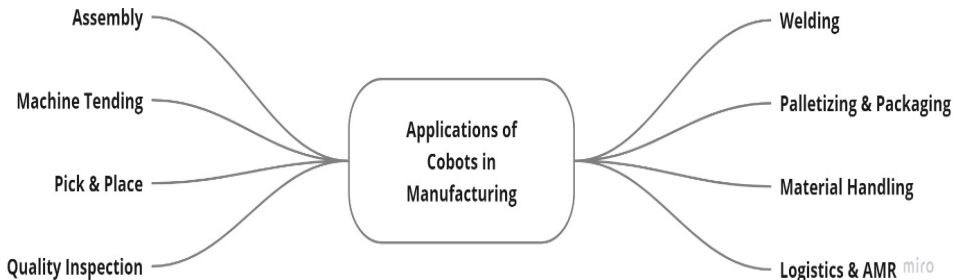 Assembly
Machine Tending
Pick & Place
Quality Inspection
Applications of
Cobots in
Manufacturing
Welding
Palletizing & Packaging
Material Handling
Logistics & AMR
miro